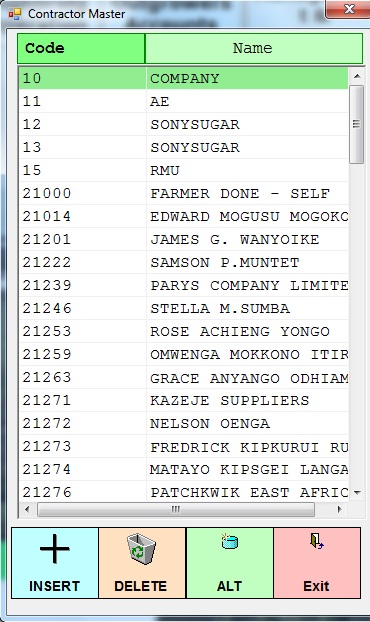 Contractor Master
Code Name
10 COMPANY
11 AE
12 SONYSUGAR
13 SONYSUGAR
15 RMU
21000 FARMER DONE - SELF
21014 EDWARD MOGUSU MOGOKO
21201 JAMES G. WANYOIKE
21222 SAMSON P.MUNTET
21239 PARYS COMPANY LIMITE
21246 STELLA M.SUMBA
21253 ROSE ACHIENG YONGO
21259 OMWENGA MOKKONO ITIR
21263 GRACE ANYANGO ODHIAM
21271 KAZEJE SUPPLIERS
21272 NELSON OENGA
21273 FREDRICK KIPKURUI RU
21274 MATAYO KIPSGEI LANGA
21276 PATCHKWIK EAST AFRIC
INSERT DELETE ALT Exit